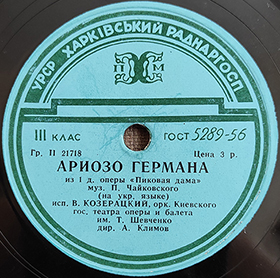 УРСР ХАРКІВСЬКИЙ РАДНАРГОСП
П М
III КЛАС
ГОСТ 5289-56
Гр. II 21718
Цена 3 р.
АРИОЗО ГЕРМАНА
из I д. оперы «Пиковая дама»
муз. П. Чайковского
(на укр. языке)
исп. В. КОЗЕРАЦКИЙ, орк. Киевского
гос. театра оперы и балета
им. Т. Шевченко
дир. А. Климов